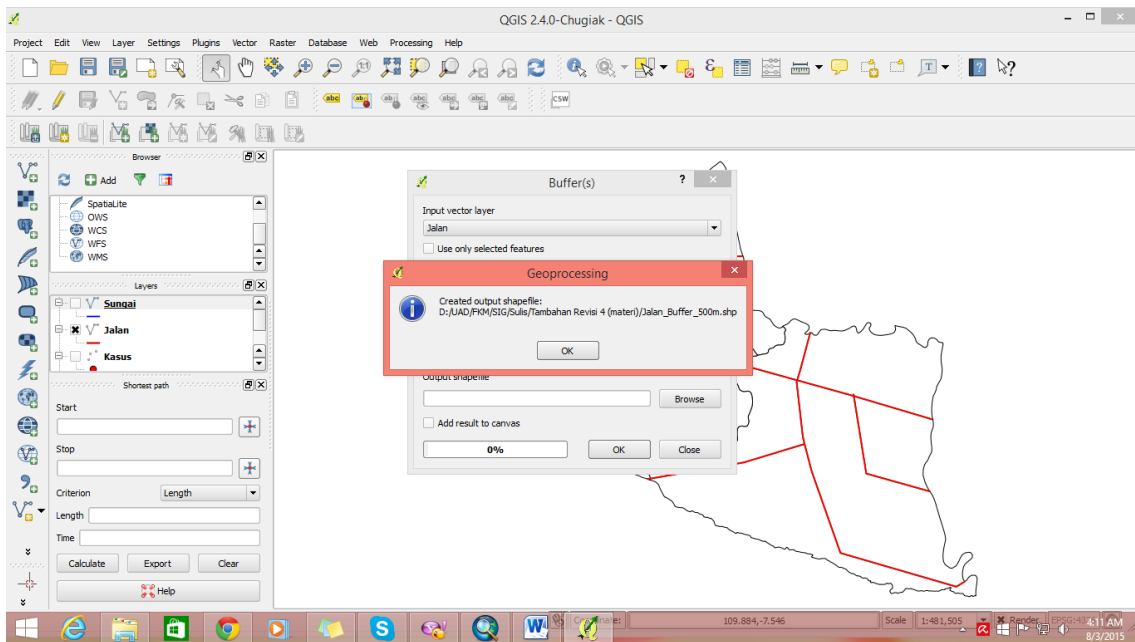 QGIS 2.4.0-Chugiak - QGIS
Project Edit View Layer Settings Plugins Vector Raster Database Web Processing Help
abc
CSW
Browser
Add
SpatiaLite
OWS
WCS
WFS
WMS
Layers
Sungai
Jalan
Kasus
Shortest path
Start
Stop
Criterion Length
Length
Time
Calculate Export Clear
Help
Buffer(s)
Input vector layer
Jalan
Use only selected features
Geoprocessing
Created output shapefile:
D:/UAD/FKM/SIG/Sulis/Tambahan Revisi 4 (materi)/Jalan_Buffer_500m.shp
OK
Output shapefile
Browse
Add result to canvas
0% OK Close
109.884,-7.546 Scale 1:481,505 Render
4:11 AM
8/3/2015